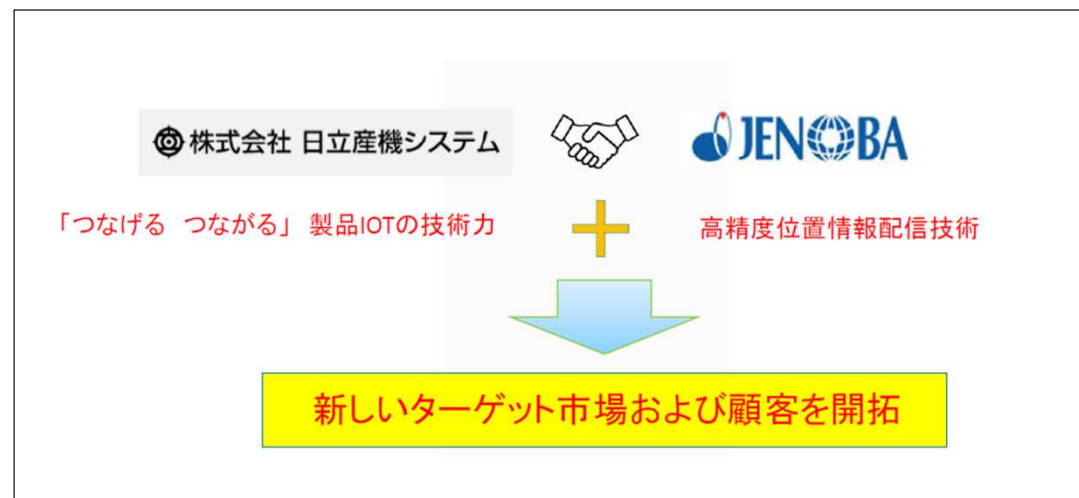 株式会社 日立産機システム
JENOBA
「つなげる つながる」 製品IOTの技術力
高精度位置情報配信技術
新しいターゲット市場および顧客を開拓